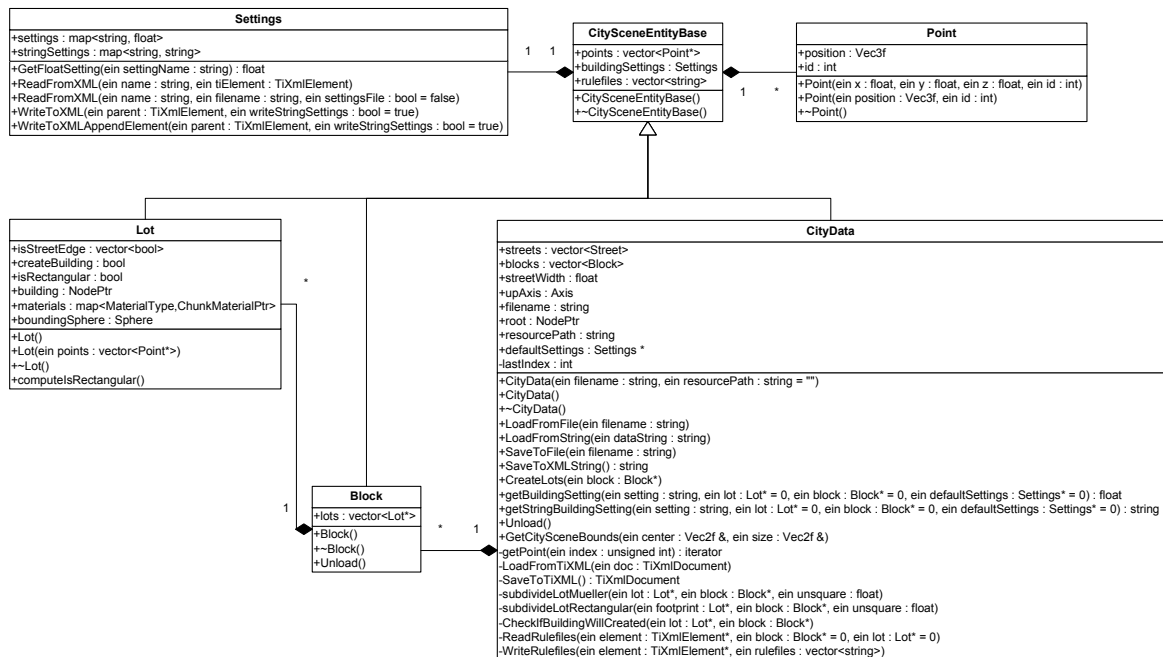 Settings
+settings : map<string, float>
+stringSettings : map<string, string>
+GetFloatSetting(ein settingName : string) : float
+ReadFromXML(ein name : string, ein tiElement : TiXmlElement)
+ReadFromXML(ein name : string, ein filename : string, ein settingsFile : bool = false)
+WriteToXML(ein parent : TiXmlElement, ein writeStringSettings : bool = true)
+WriteToXMLAppendElement(ein parent : TiXmlElement, ein writeStringSettings : bool = true)
1 1
CitySceneEntityBase
+points : vector<Point*>
+buildingSettings : Settings
+rulefiles : vector<string>
+CitySceneEntityBase()
+~CitySceneEntityBase()
1 *
Point
+position : Vec3f
+id : int
+Point(ein x : float, ein y : float, ein z : float, ein id : int)
+Point(ein position : Vec3f, ein id : int)
+~Point()
Lot
+isStreetEdge : vector<bool>
+createBuilding : bool
+isRectangular : bool
+building : NodePtr
+materials : map<MaterialType,ChunkMaterialPtr>
+boundingSphere : Sphere
+Lot()
+Lot(ein points : vector<Point*>)
+~Lot()
+computeIsRectangular()
*
1
Block
+lots : vector<Lot*>
+Block()
+~Block()
+Unload()
* 1
CityData
+streets : vector<Street>
+blocks : vector<Block>
+streetWidth : float
+upAxis : Axis
+filename : string
+root : NodePtr
+resourcePath : string
+defaultSettings : Settings *
-lastIndex : int
+CityData(ein filename : string, ein resourcePath : string = "")
+CityData()
+~CityData()
+LoadFromFile(ein filename : string)
+LoadFromString(ein dataString : string)
+SaveToFile(ein filename : string)
+SaveToXMLString() : string
+CreateLots(ein block : Block*)
+getBuildingSetting(ein setting : string, ein lot : Lot* = 0, ein block : Block* = 0, ein defaultSettings : Settings* = 0) : float
+getStringBuildingSetting(ein setting : string, ein lot : Lot* = 0, ein block : Block* = 0, ein defaultSettings : Settings* = 0) : string
+Unload()
+GetCitySceneBounds(ein center : Vec2f &, ein size : Vec2f &)
-getPoint(ein index : unsigned int) : iterator
-LoadFromTiXML(ein doc : TiXmlDocument)
-SaveToTiXML() : TiXmlDocument
-subdivideLotMueller(ein lot : Lot*, ein block : Block*, ein unsquare : float)
-subdivideLotRectangular(ein footprint : Lot*, ein block : Block*, ein unsquare : float)
-CheckIfBuildingWillCreated(ein lot : Lot*, ein block : Block*)
-ReadRulefiles(ein element : TiXmlElement*, ein block : Block* = 0, ein lot : Lot* = 0)
-WriteRulefiles(ein element : TiXmlElement*, ein rulefiles : vector<string>)